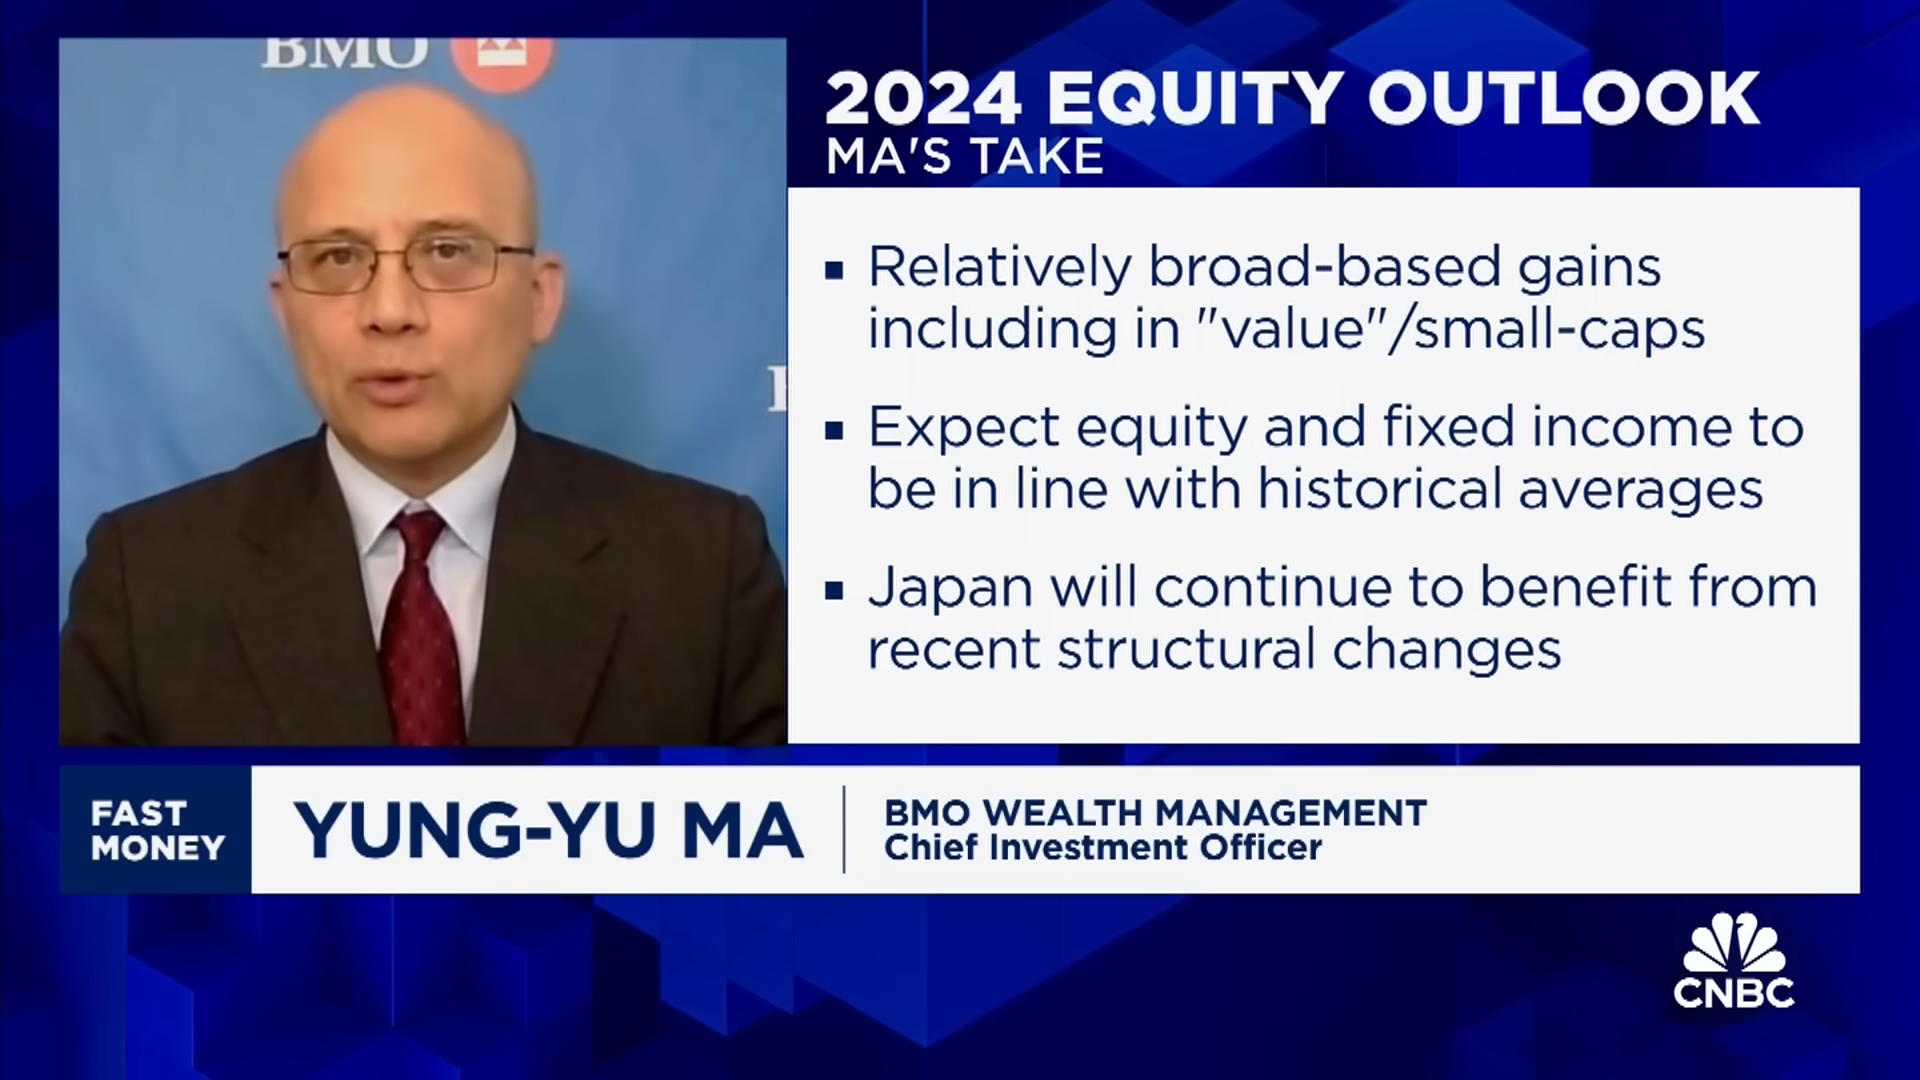 BMO
2024 EQUITY OUTLOOK
MA'S TAKE
▪ Relatively broad-based gains
including in "value"/small-caps
▪ Expect equity and fixed income to
be in line with historical averages
▪ Japan will continue to benefit from
recent structural changes
FAST
MONEY
YUNG-YU MA
BMO WEALTH MANAGEMENT
Chief Investment Officer
CNBC